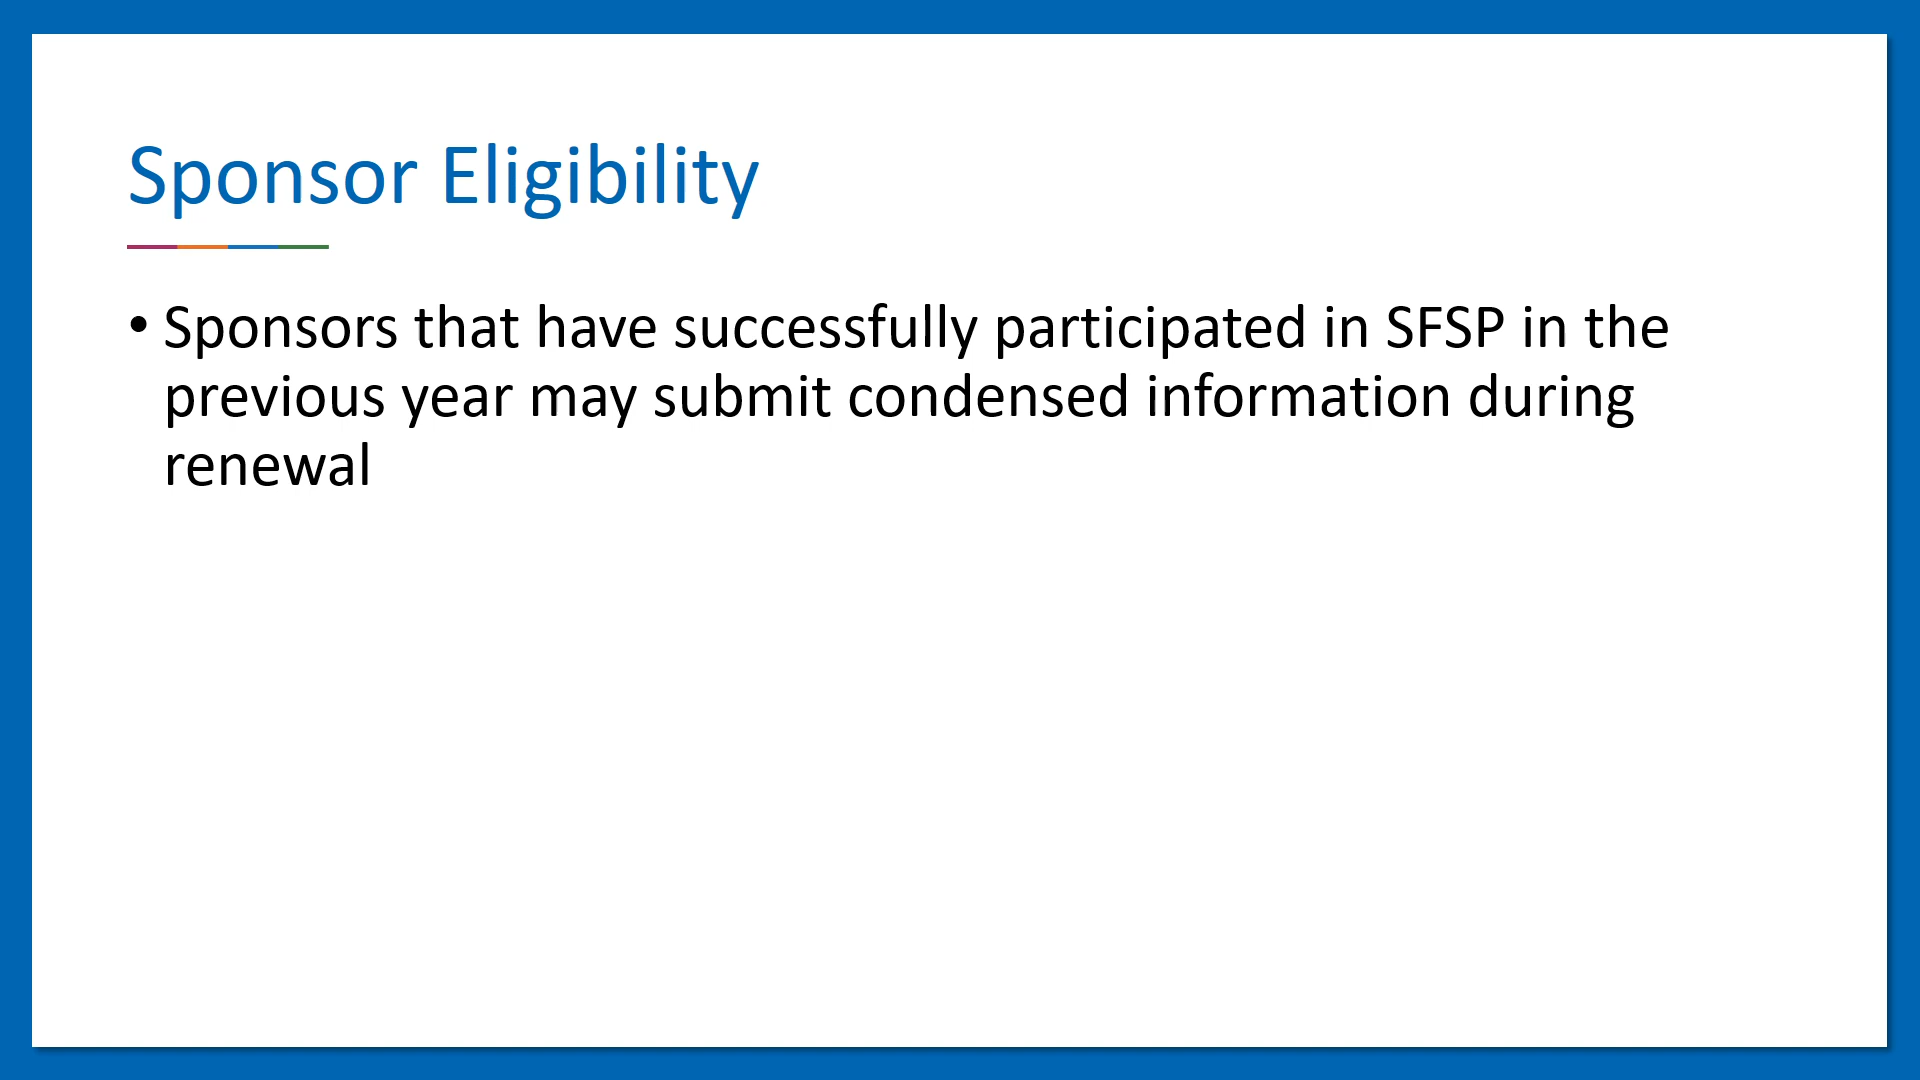 Sponsor Eligibility
• Sponsors that have successfully participated in SFSP in the
previous year may submit condensed information during
renewal